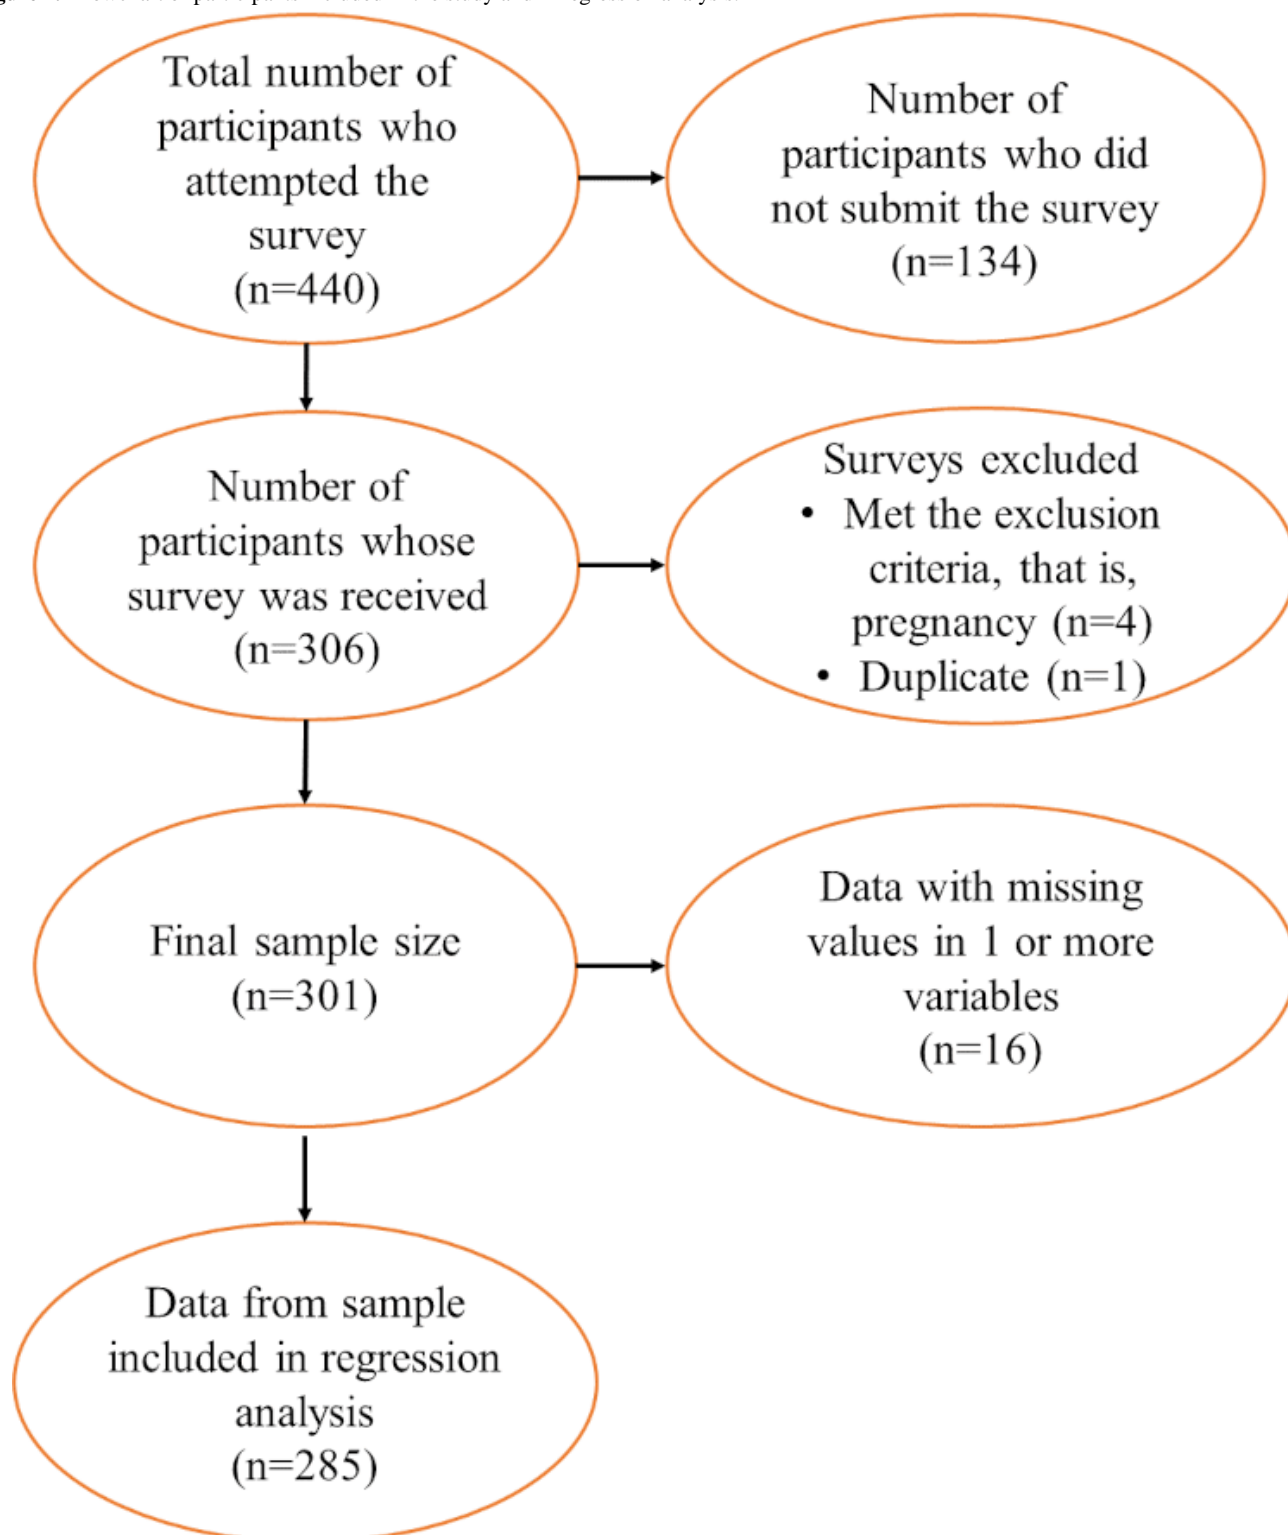 Total number of
participants who
attempted the
survey
(n=440)
Number of
participants who did
not submit the survey
(n=134)
Number of
participants whose
survey was received
(n=306)
Surveys excluded
• Met the exclusion
criteria, that is,
pregnancy (n=4)
• Duplicate (n=1)
Final sample size
(n=301)
Data with missing
values in 1 or more
variables
(n=16)
Data from sample
included in regression
analysis
(n=285)